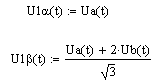 U1α(t) := Ua(t)
U1β(t) := (Ua(t) + 2·Ub(t)) / √3